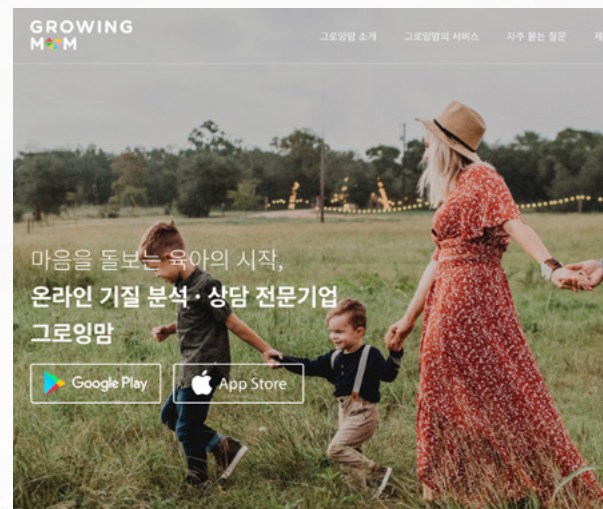 GROWING
MOM
그로잉맘 소개
그로잉맘의 서비스
자주 묻는 질문
마음을 돌보는 육아의 시작,
온라인 기질 분석 · 상담 전문기업
그로잉맘
Google Play
App Store